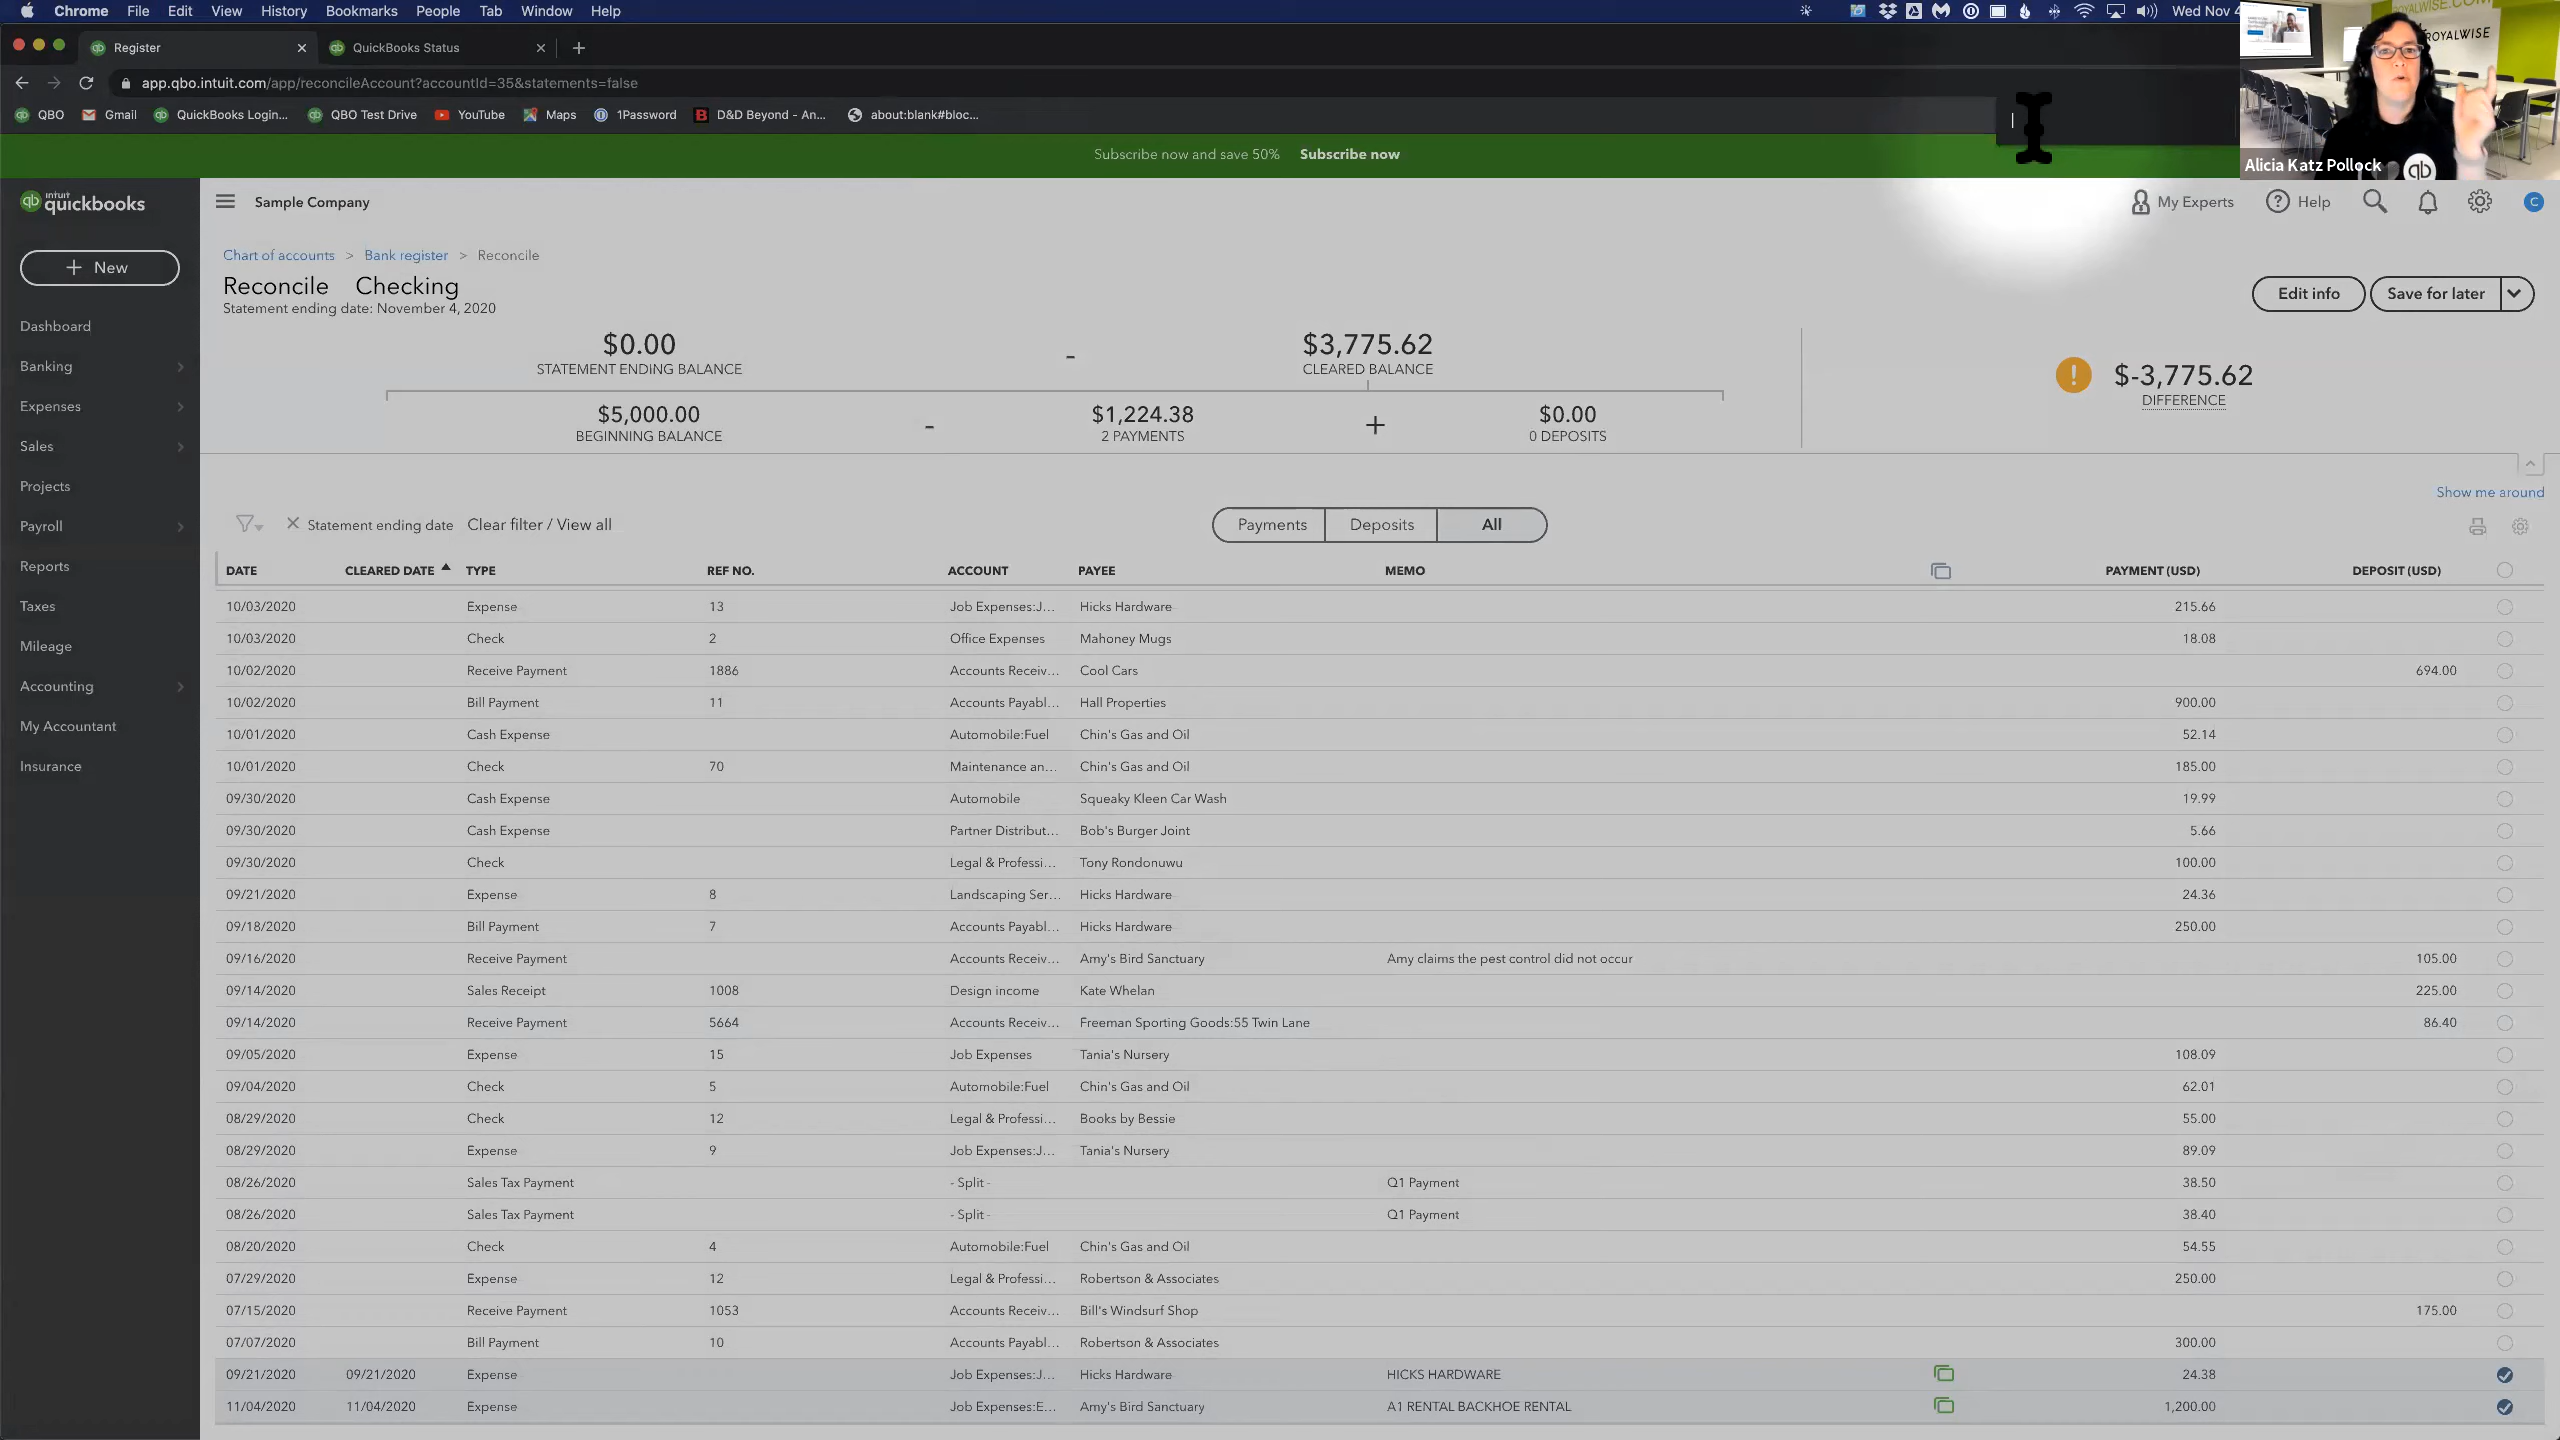 Chrome File Edit View History Bookmarks People Tab Window Help Wed Nov 4
Register QuickBooks Status
app.qbo.intuit.com/app/reconcileAccount?accountId=35&statements=false
QBO Gmail QuickBooks Login... QBO Test Drive YouTube Maps 1Password D&D Beyond - An... about:blank#bloc...
ROYALWISE
Alicia Katz Pollock
qb
Subscribe now and save 50% Subscribe now
intuit quickbooks
Sample Company
My Experts Help C
+ New
Dashboard
Banking
Expenses
Sales
Projects
Payroll
Reports
Taxes
Mileage
Accounting
My Accountant
Insurance
Chart of accounts > Bank register > Reconcile
Reconcile Checking
Statement ending date: November 4, 2020
Edit info Save for later
$0.00 - $3,775.62
STATEMENT ENDING BALANCE CLEARED BALANCE
! $-3,775.62
DIFFERENCE
$5,000.00 - $1,224.38 + $0.00
BEGINNING BALANCE 2 PAYMENTS 0 DEPOSITS
Show me around
Statement ending date Clear filter / View all Payments Deposits All
DATE CLEARED DATE TYPE REF NO. ACCOUNT PAYEE MEMO PAYMENT (USD) DEPOSIT (USD)
10/03/2020 Expense 13 Job Expenses:J... Hicks Hardware 215.66
10/03/2020 Check 2 Office Expenses Mahoney Mugs 18.08
10/02/2020 Receive Payment 1886 Accounts Receiv... Cool Cars 694.00
10/02/2020 Bill Payment 11 Accounts Payabl... Hall Properties 900.00
10/01/2020 Cash Expense Automobile:Fuel Chin's Gas and Oil 52.14
10/01/2020 Check 70 Maintenance an... Chin's Gas and Oil 185.00
09/30/2020 Cash Expense Automobile Squeaky Kleen Car Wash 19.99
09/30/2020 Cash Expense Partner Distribut... Bob's Burger Joint 5.66
09/30/2020 Check Legal & Professi... Tony Rondonuwu 100.00
09/21/2020 Expense 8 Landscaping Ser... Hicks Hardware 24.36
09/18/2020 Bill Payment 7 Accounts Payabl... Hicks Hardware 250.00
09/16/2020 Receive Payment Accounts Receiv... Amy's Bird Sanctuary Amy claims the pest control did not occur 105.00
09/14/2020 Sales Receipt 1008 Design income Kate Whelan 225.00
09/14/2020 Receive Payment 5664 Accounts Receiv... Freeman Sporting Goods:55 Twin Lane 86.40
09/05/2020 Expense 15 Job Expenses Tania's Nursery 108.09
09/04/2020 Check 5 Automobile:Fuel Chin's Gas and Oil 62.01
08/29/2020 Check 12 Legal & Professi... Books by Bessie 55.00
08/29/2020 Expense 9 Job Expenses:J... Tania's Nursery 89.09
08/26/2020 Sales Tax Payment - Split - Q1 Payment 38.50
08/26/2020 Sales Tax Payment - Split - Q1 Payment 38.40
08/20/2020 Check 4 Automobile:Fuel Chin's Gas and Oil 54.55
07/29/2020 Expense 12 Legal & Professi... Robertson & Associates 250.00
07/15/2020 Receive Payment 1053 Accounts Receiv... Bill's Windsurf Shop 175.00
07/07/2020 Bill Payment 10 Accounts Payabl... Robertson & Associates 300.00
09/21/2020 09/21/2020 Expense Job Expenses:J... Hicks Hardware HICKS HARDWARE 24.38
11/04/2020 11/04/2020 Expense Job Expenses:E... Amy's Bird Sanctuary A1 RENTAL BACKHOE RENTAL 1,200.00